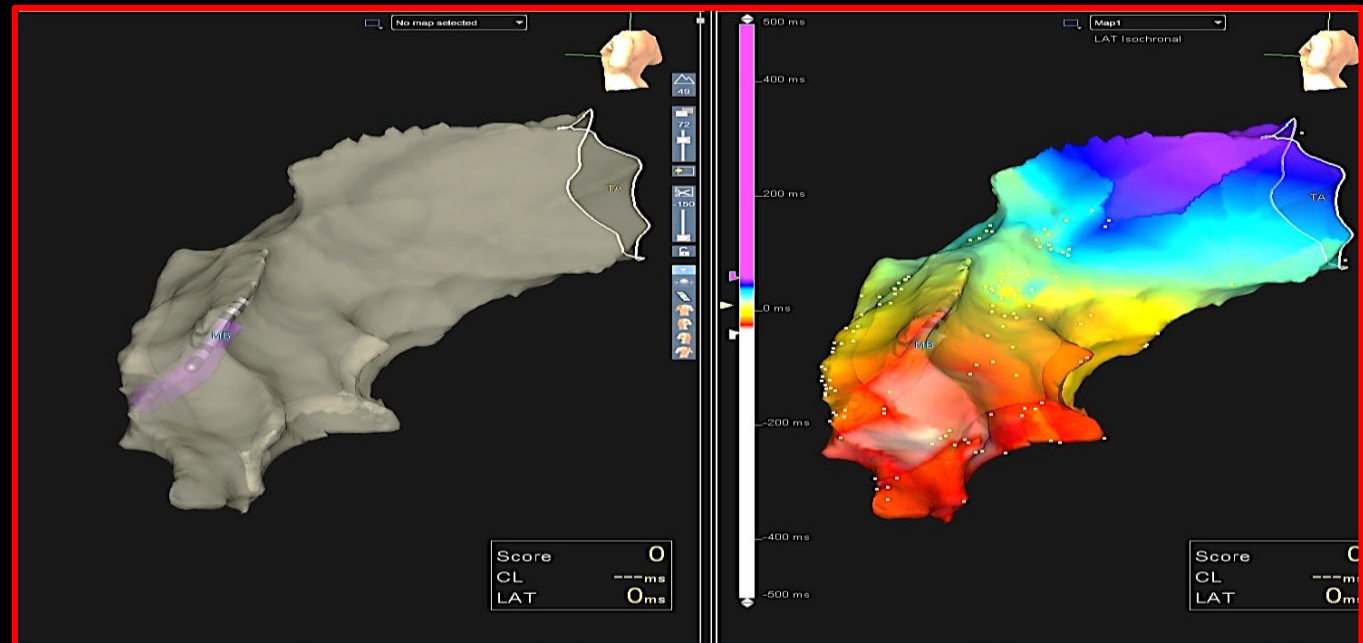 No map selected
49
72
-150
TA
MB
Score 0
CL ---ms
LAT 0ms
500 ms
400 ms
200 ms
0 ms
-200 ms
-400 ms
-500 ms
Map1
LAT Isochronal
TA
MB
Score 0
CL ---ms
LAT 0ms